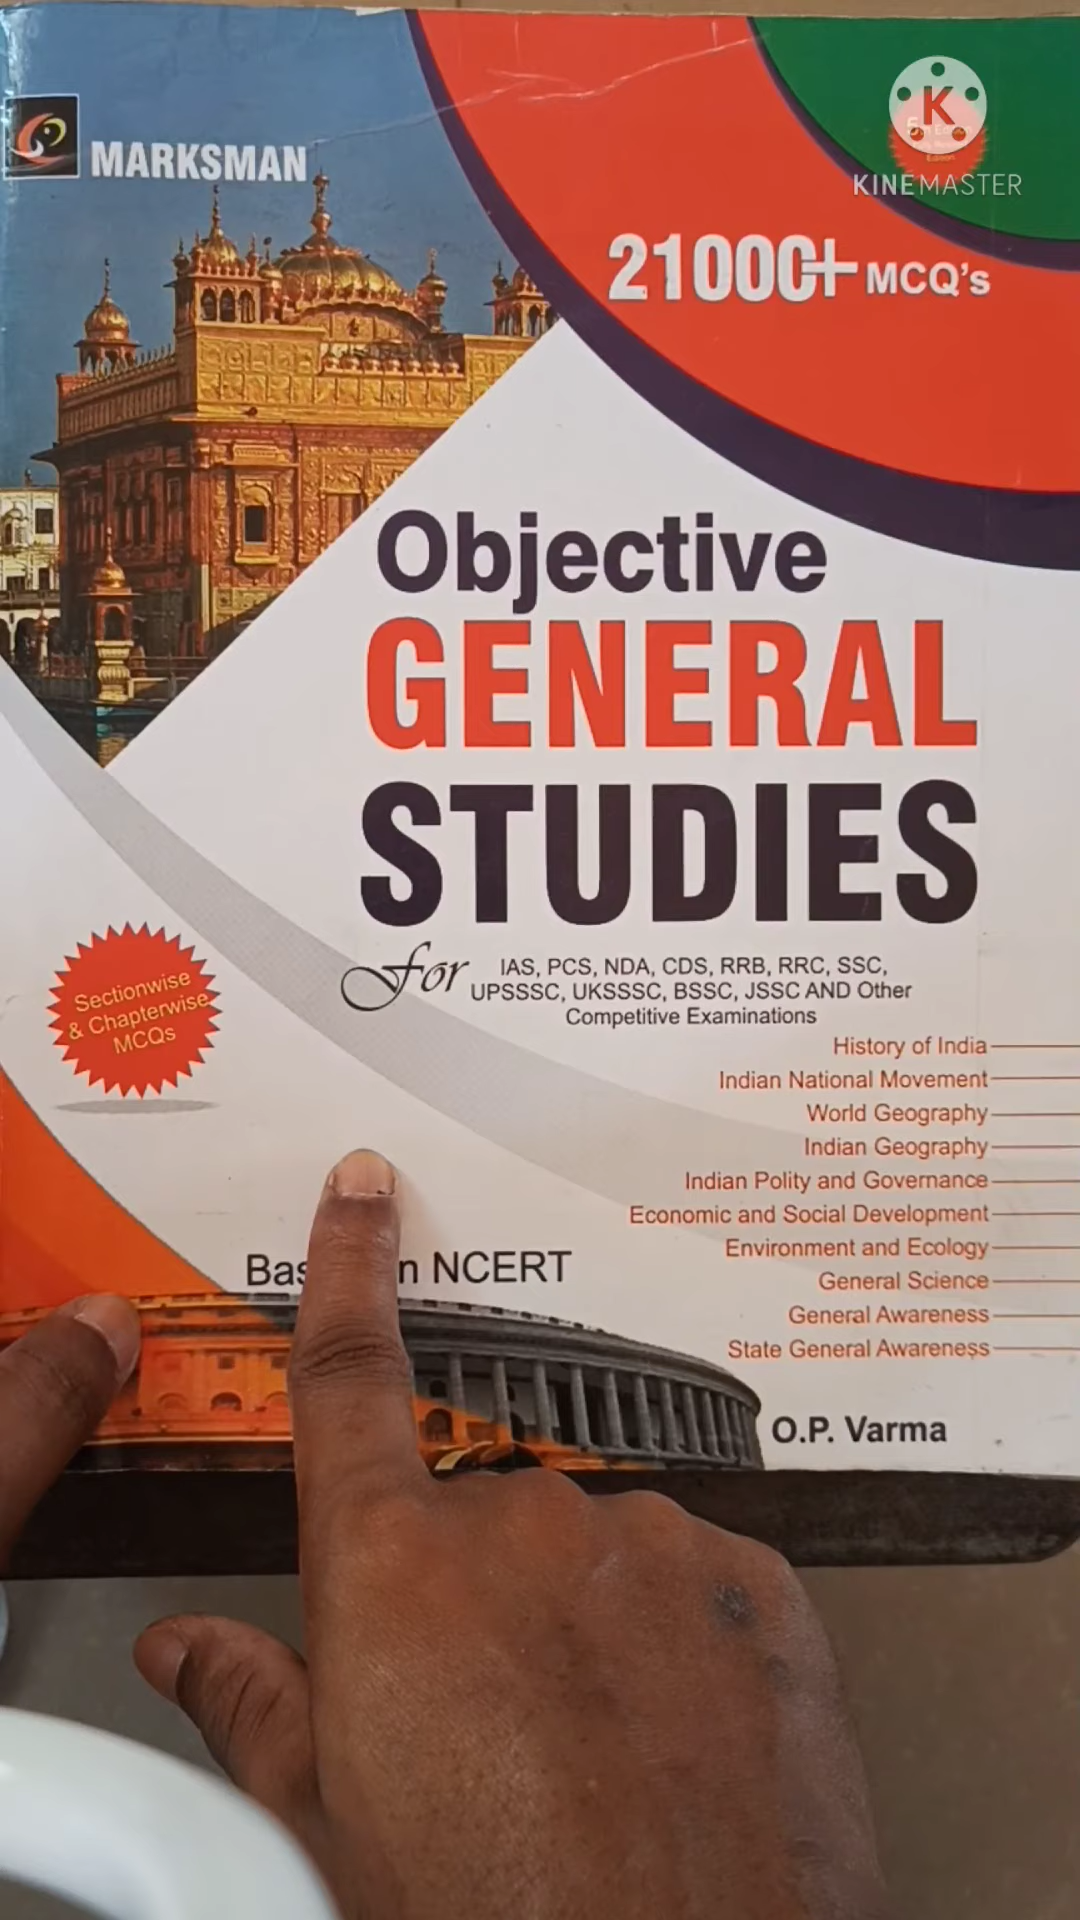 MARKSMAN
KINEMASTER
21000+ MCQ's
Objective
GENERAL
STUDIES
For IAS, PCS, NDA, CDS, RRB, RRC, SSC,
UPSSSC, UKSSSC, BSSC, JSSC AND Other
Competitive Examinations
Sectionwise
& Chapterwise
MCQs
History of India
Indian National Movement
World Geography
Indian Geography
Indian Polity and Governance
Economic and Social Development
Environment and Ecology
General Science
General Awareness
State General Awareness
NCERT
O.P. Varma